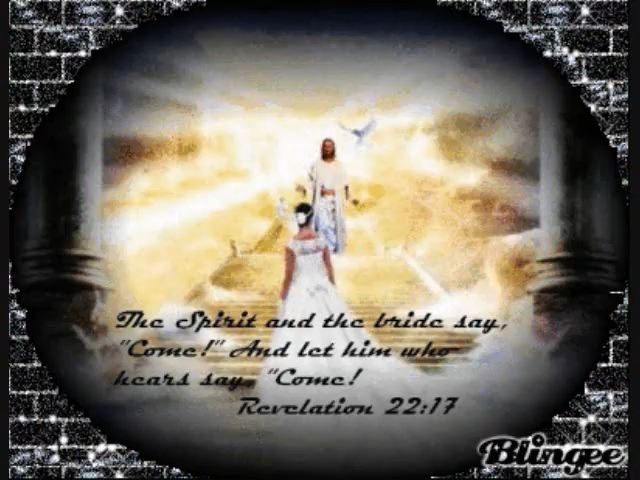 The Spirit and the bride say,
"Come!" And let him who
hears say, "Come!
Revelation 22:17
Blingee